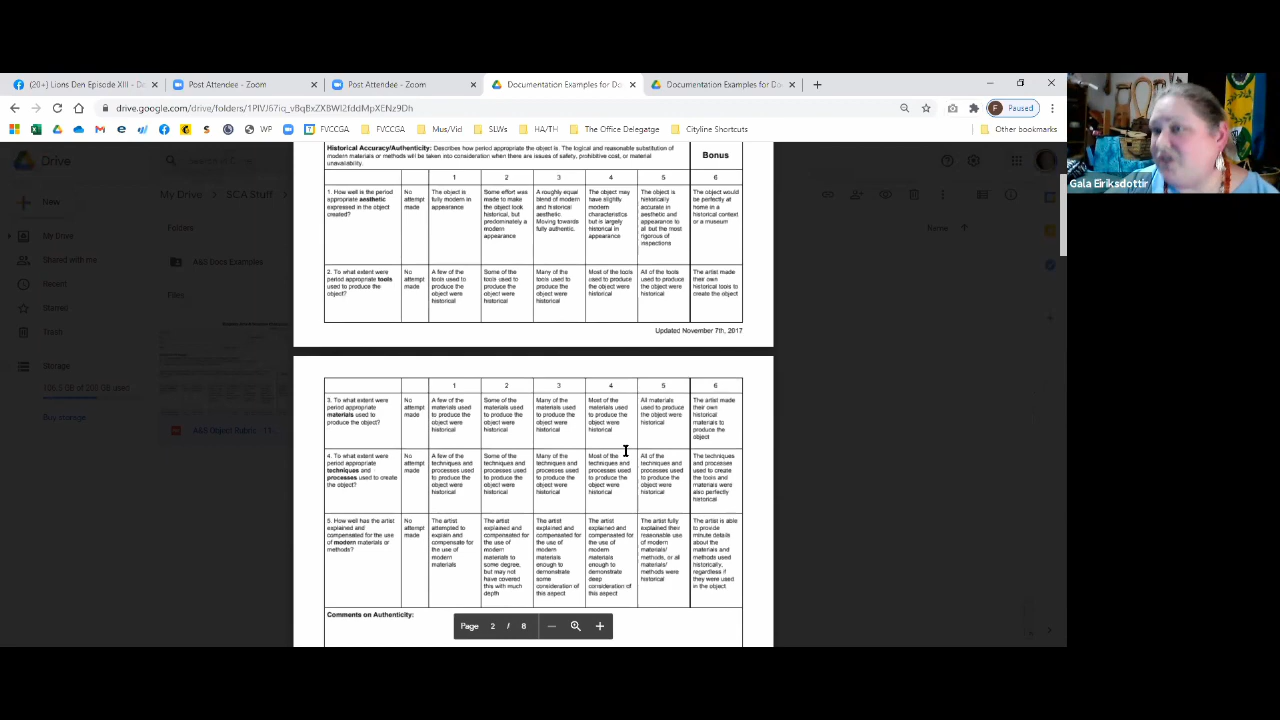 (20+) Lions Den Episode XIII - De
Post Attendee - Zoom
Post Attendee - Zoom
Documentation Examples for Do
Documentation Examples for Do
Paused
WP
FVCCGA
FVCCGA
Mus/Vid
SLWs
HA/TH
The Office Delegatge
Cityline Shortcuts
Other bookmarks
Gala Eiriksdottir
Drive
My Drive
SCA Stuff
New
Folders
Name
My Drive
Shared with me
A&S Docs Examples
Recent
Files
Starred
Trash
Storage
Buy storage
Historical Accuracy/Authenticity: Describes how period appropriate the object is. The logical and reasonable substitution of
modern materials or methods will be taken into consideration when there are issues of safety, prohibitive cost, or material
unavailability.
Bonus
1 2 3 4 5 6
1. How well is the period
appropriate aesthetic
expressed in the object
created?
No
attempt
made
The object is
fully modern in
appearance
Some effort was
made to make
the object look
historical, but
predominately a
modern
appearance
A roughly equal
blend of modern
and historical
aesthetic.
Moving towards
fully authentic.
The object may
have slightly
modern
characteristics
but is largely
historical in
appearance
The object is
historically
accurate in
aesthetic and
appearance to
all but the most
rigorous of
inspections
The object would
be perfectly at
home in a
historical context
or a museum
2. To what extent were
period appropriate tools
used to produce the
object?
No
attempt
made
A few of the
tools used to
produce the
object were
historical
Some of the
tools used to
produce the
object were
historical
Many of the
tools used to
produce the
object were
historical
Most of the tools
used to produce
the object were
historical
All of the tools
used to produce
the object were
historical
The artist made
their own
historical tools to
create the object
Updated November 7th, 2017
1 2 3 4 5 6
3. To what extent were
period appropriate
materials used to
produce the object?
No
attempt
made
A few of the
materials used
to produce the
object were
historical
Some of the
materials used
to produce the
object were
historical
Many of the
materials used
to produce the
object were
historical
Most of the
materials used
to produce the
object were
historical
All materials
used to produce
the object were
historical
The artist made
their own
historical
materials to
produce the
object
4. To what extent were
period appropriate
techniques and
processes used to create
the object?
No
attempt
made
A few of the
techniques and
processes used
to produce the
object were
historical
Some of the
techniques and
processes used
to produce the
object were
historical
Many of the
techniques and
processes used
to produce the
object were
historical
Most of the
techniques and
processes used
to produce the
object were
historical
All of the
techniques and
processes used
to produce the
object were
historical
The techniques
and processes
used to create
the tools and
materials were
also perfectly
historical
5. How well has the artist
explained and
compensated for the use
of modern materials or
methods?
No
attempt
made
The artist
attempted to
explain and
compensate for
the use of
modern
materials
The artist
explained and
compensated for
the use of
modern
materials to
some degree,
but may not
have covered
this with much
depth
The artist
explained and
compensated for
the use of
modern
materials
enough to
demonstrate
some
consideration of
this aspect
The artist
explained and
compensated for
the use of
modern
materials
enough to
demonstrate
deep
consideration of
this aspect
The artist fully
explained their
reasonable use
of modern
materials/
methods, or all
materials/
methods were
historical
The artist is able
to provide
minute details
about the
materials and
methods used
historically,
regardless if
they were used
in the object
Comments on Authenticity:
Page 2 / 8